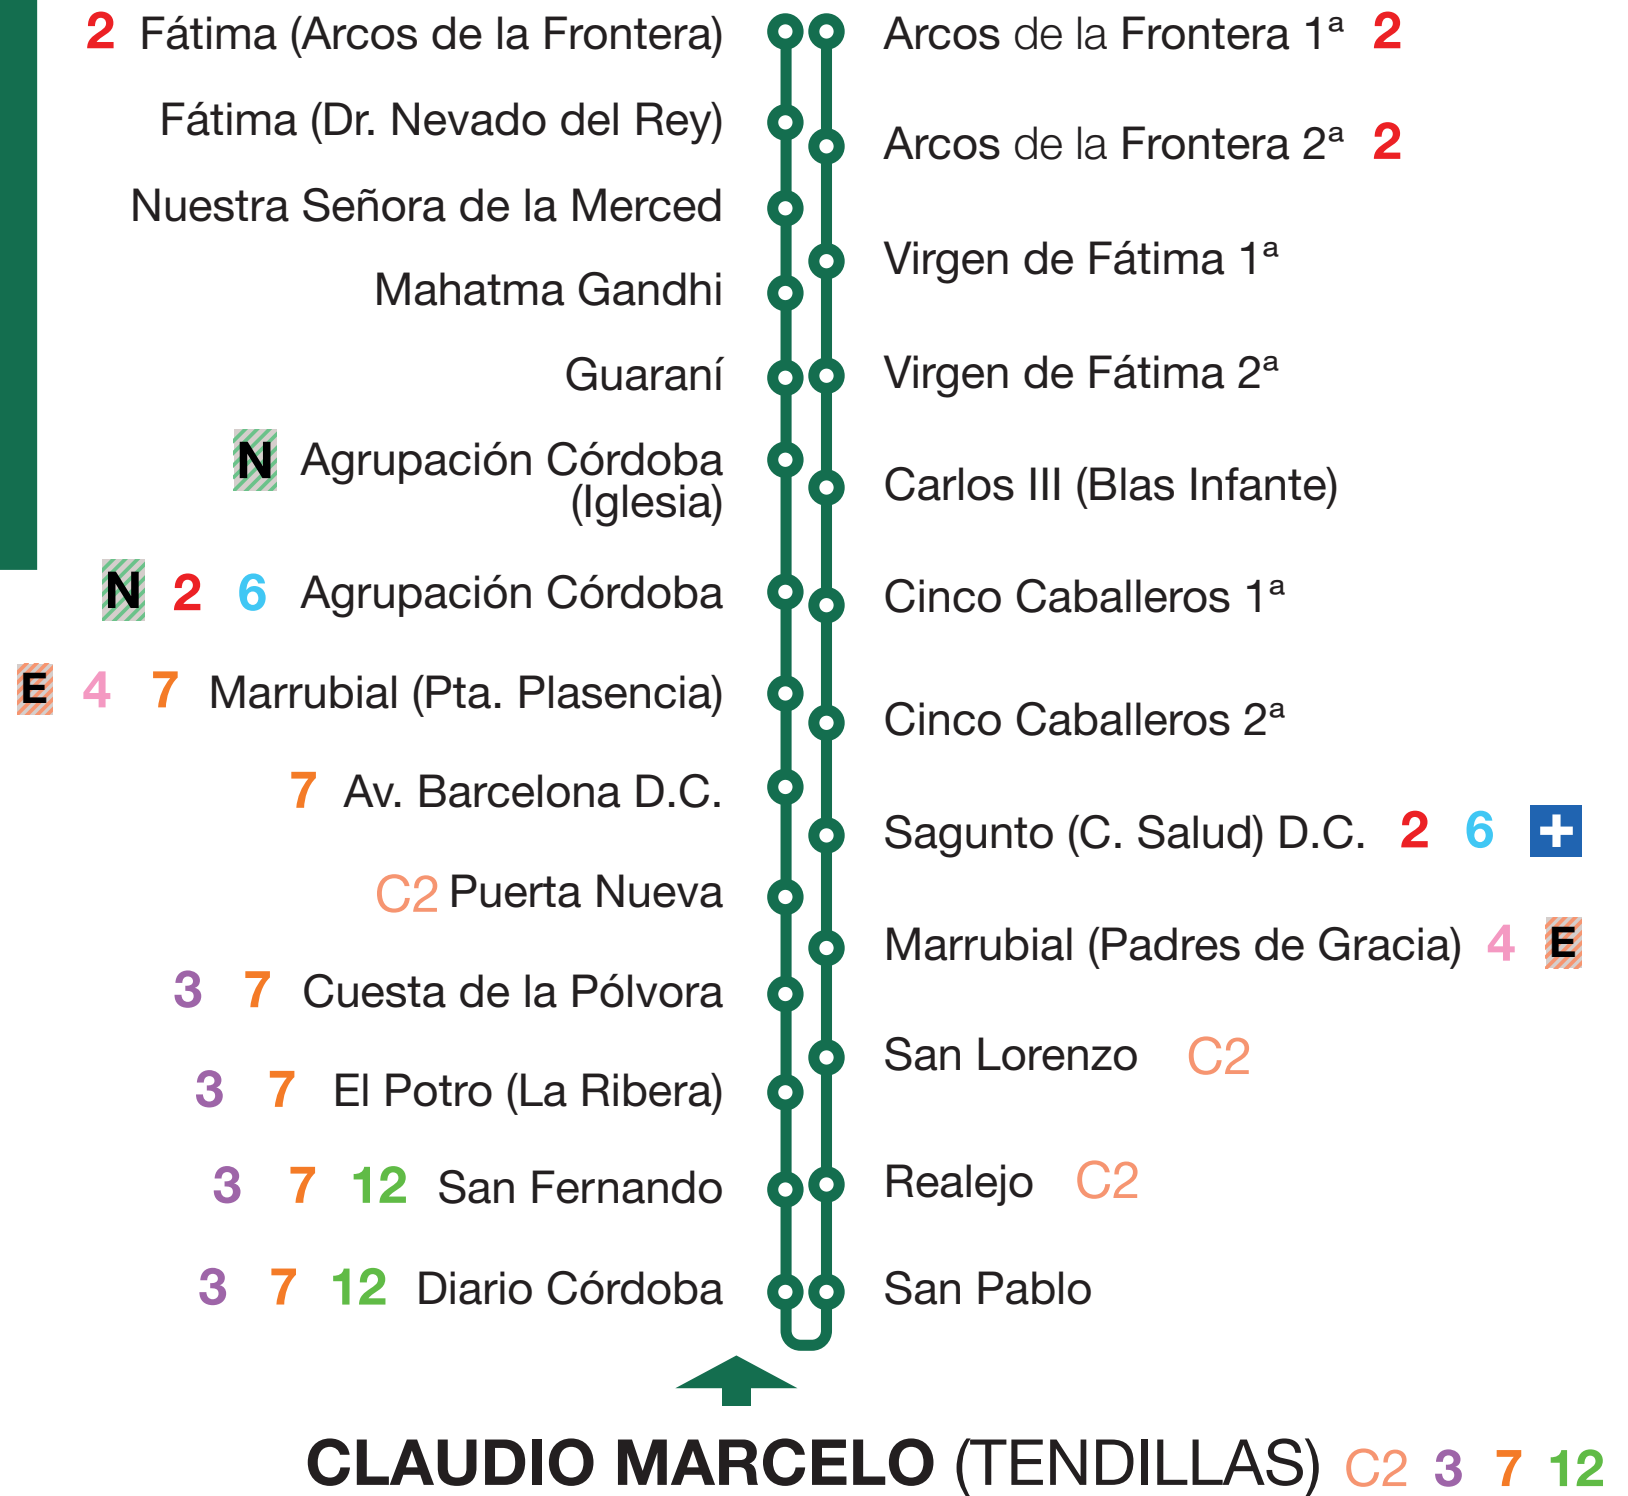 2 Fátima (Arcos de la Frontera)
Fátima (Dr. Nevado del Rey)
Nuestra Señora de la Merced
Mahatma Gandhi
Guaraní
N Agrupación Córdoba
(Iglesia)
N 2 6 Agrupación Córdoba
E 4 7 Marrubial (Pta. Plasencia)
7 Av. Barcelona D.C.
C2 Puerta Nueva
3 7 Cuesta de la Pólvora
3 7 El Potro (La Ribera)
3 7 12 San Fernando
3 7 12 Diario Córdoba
Arcos de la Frontera 1ª 2
Arcos de la Frontera 2ª 2
Virgen de Fátima 1ª
Virgen de Fátima 2ª
Carlos III (Blas Infante)
Cinco Caballeros 1ª
Cinco Caballeros 2ª
Sagunto (C. Salud) D.C. 2 6
Marrubial (Padres de Gracia) 4 E
San Lorenzo C2
Realejo C2
San Pablo
CLAUDIO MARCELO (TENDILLAS) C2 3 7 12